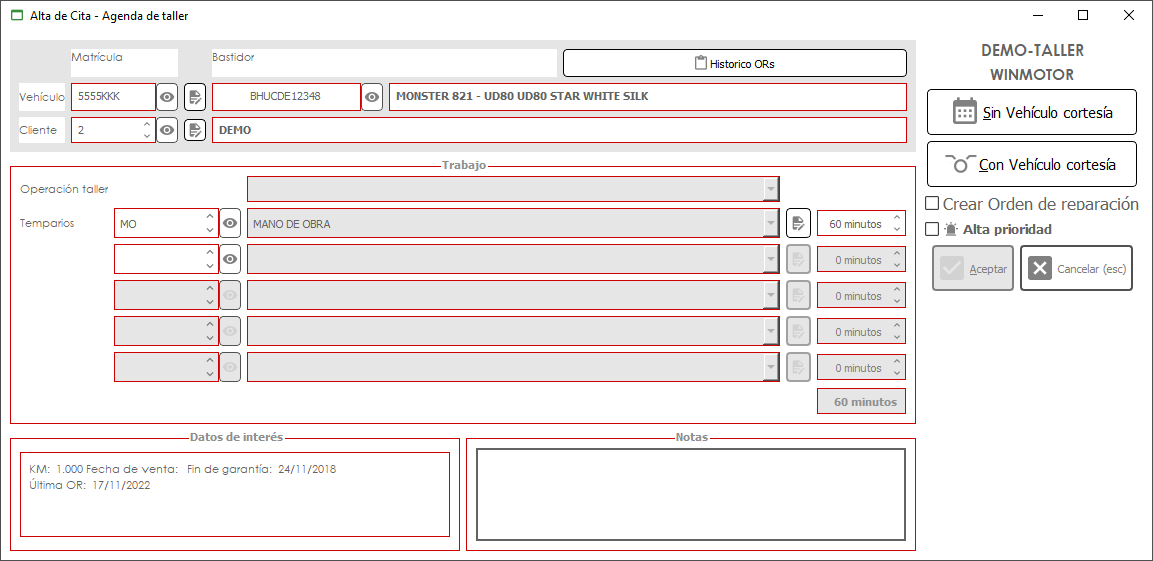 Alta de Cita - Agenda de taller
Matrícula
Bastidor
Historico ORs
Vehículo
5555KKK
BHUCDE12348
MONSTER 821 - UD80 UD80 STAR WHITE SILK
Cliente
2
DEMO
Trabajo
Operación taller
Temparios
MO
MANO DE OBRA
60 minutos
0 minutos
0 minutos
0 minutos
0 minutos
60 minutos
Datos de interés
KM: 1.000 Fecha de venta: Fin de garantía: 24/11/2018
Última OR: 17/11/2022
Notas
DEMO-TALLER
WINMOTOR
Sin Vehículo cortesía
Con Vehículo cortesía
Crear Orden de reparación
Alta prioridad
Aceptar
Cancelar (esc)